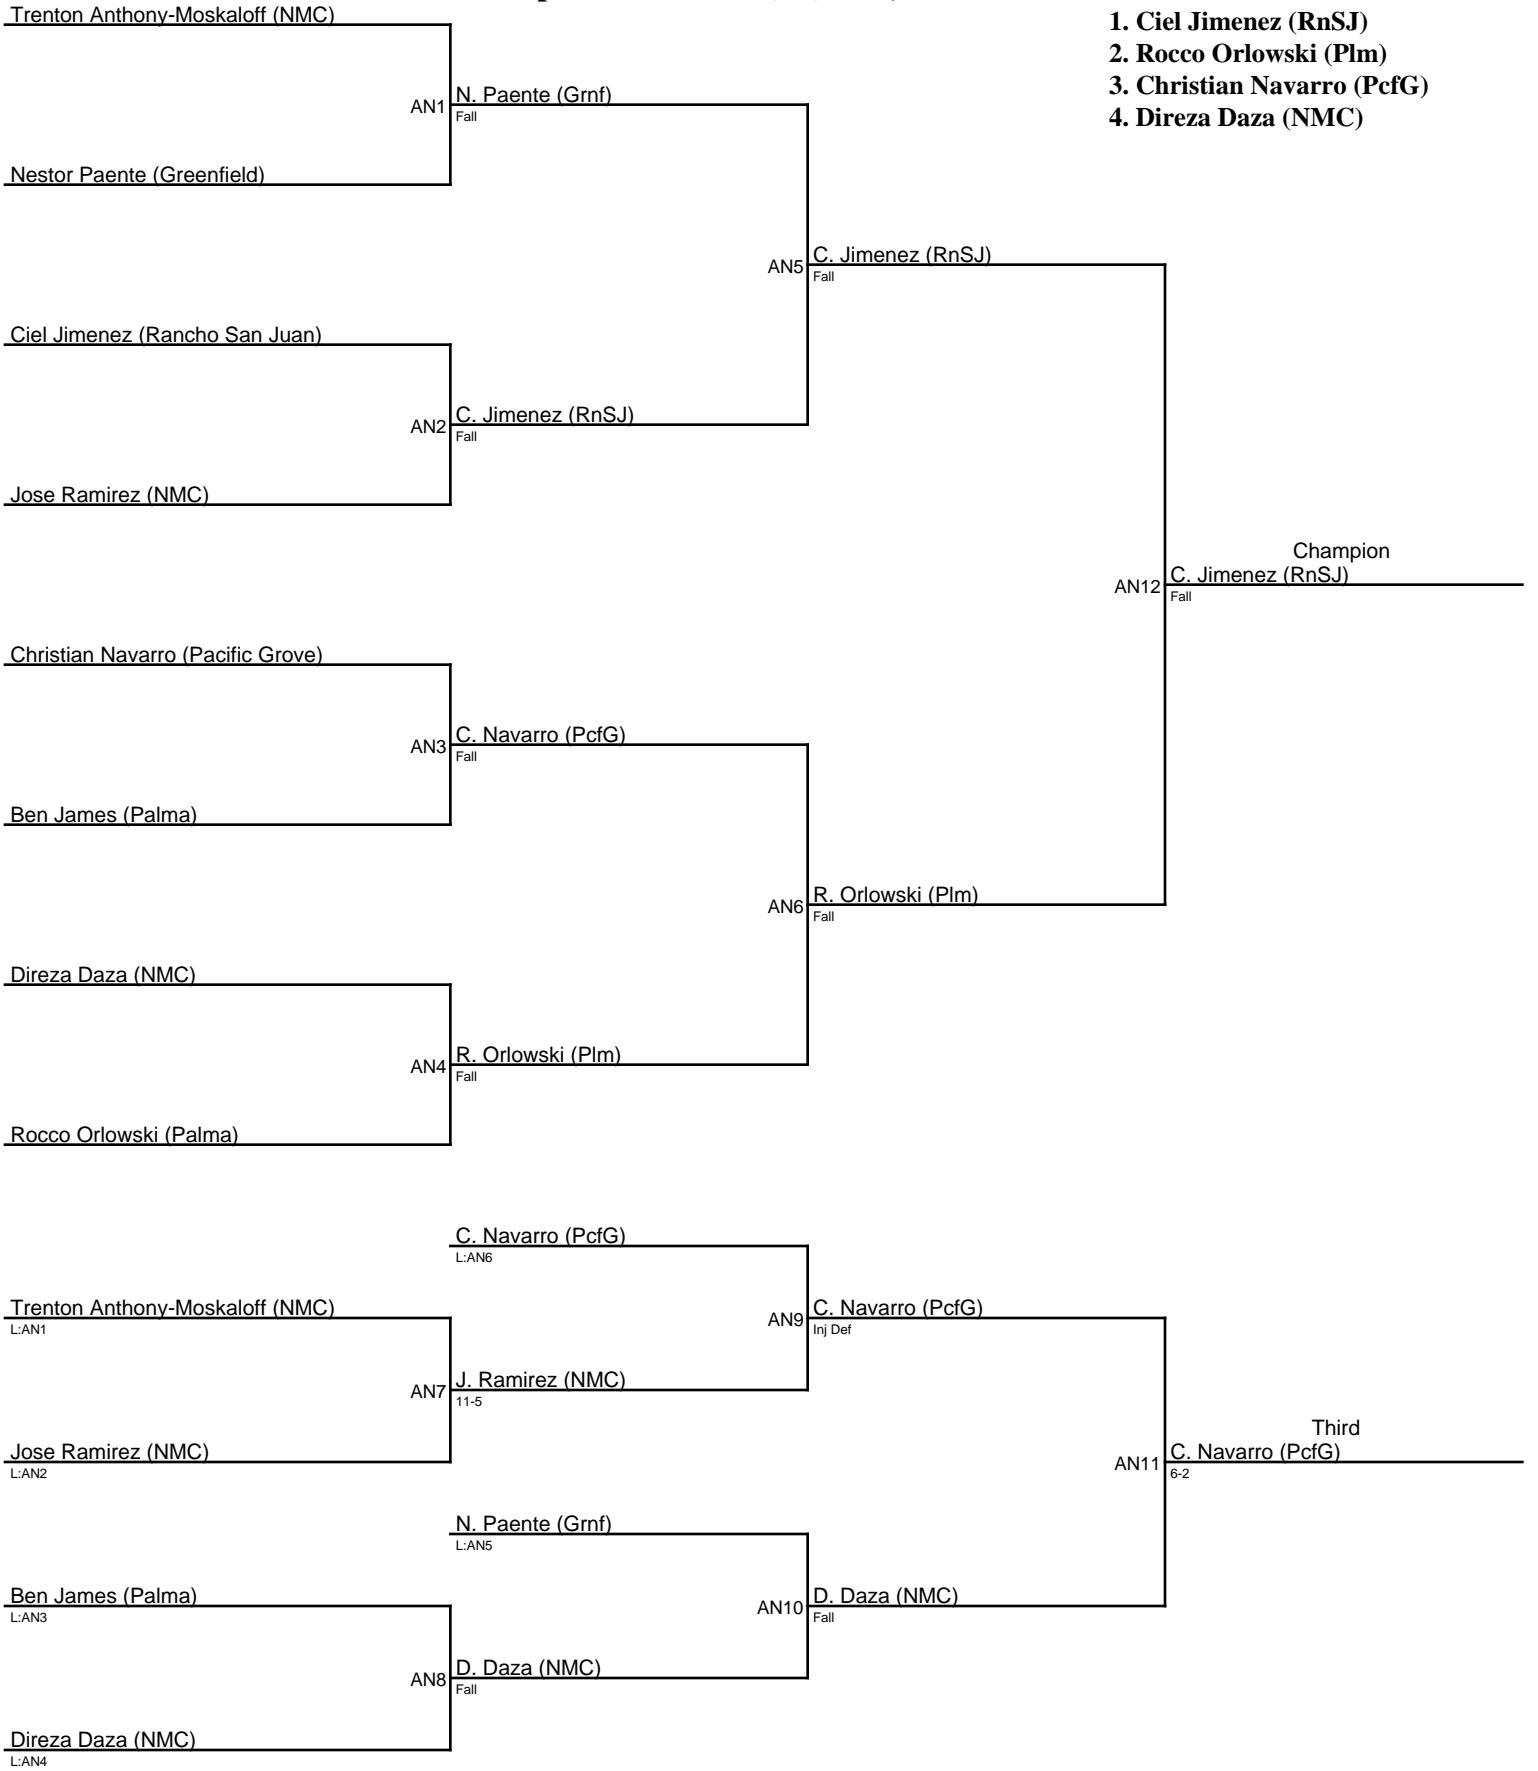 Trenton Anthony-Moskaloff (NMC)
1. Ciel Jimenez (RnSJ)
2. Rocco Orlowski (Plm)
3. Christian Navarro (PcfG)
4. Direza Daza (NMC)
AN1
N. Paente (Grnf)
Fall
Nestor Paente (Greenfield)
AN5
C. Jimenez (RnSJ)
Fall
Ciel Jimenez (Rancho San Juan)
AN2
C. Jimenez (RnSJ)
Fall
Jose Ramirez (NMC)
Champion
AN12
C. Jimenez (RnSJ)
Fall
Christian Navarro (Pacific Grove)
AN3
C. Navarro (PcfG)
Fall
Ben James (Palma)
AN6
R. Orlowski (Plm)
Fall
Direza Daza (NMC)
AN4
R. Orlowski (Plm)
Fall
Rocco Orlowski (Palma)
C. Navarro (PcfG)
L:AN6
Trenton Anthony-Moskaloff (NMC)
L:AN1
AN9
C. Navarro (PcfG)
Inj Def
AN7
J. Ramirez (NMC)
11-5
Jose Ramirez (NMC)
L:AN2
Third
AN11
C. Navarro (PcfG)
6-2
N. Paente (Grnf)
L:AN5
Ben James (Palma)
L:AN3
AN10
D. Daza (NMC)
Fall
AN8
D. Daza (NMC)
Fall
Direza Daza (NMC)
L:AN4